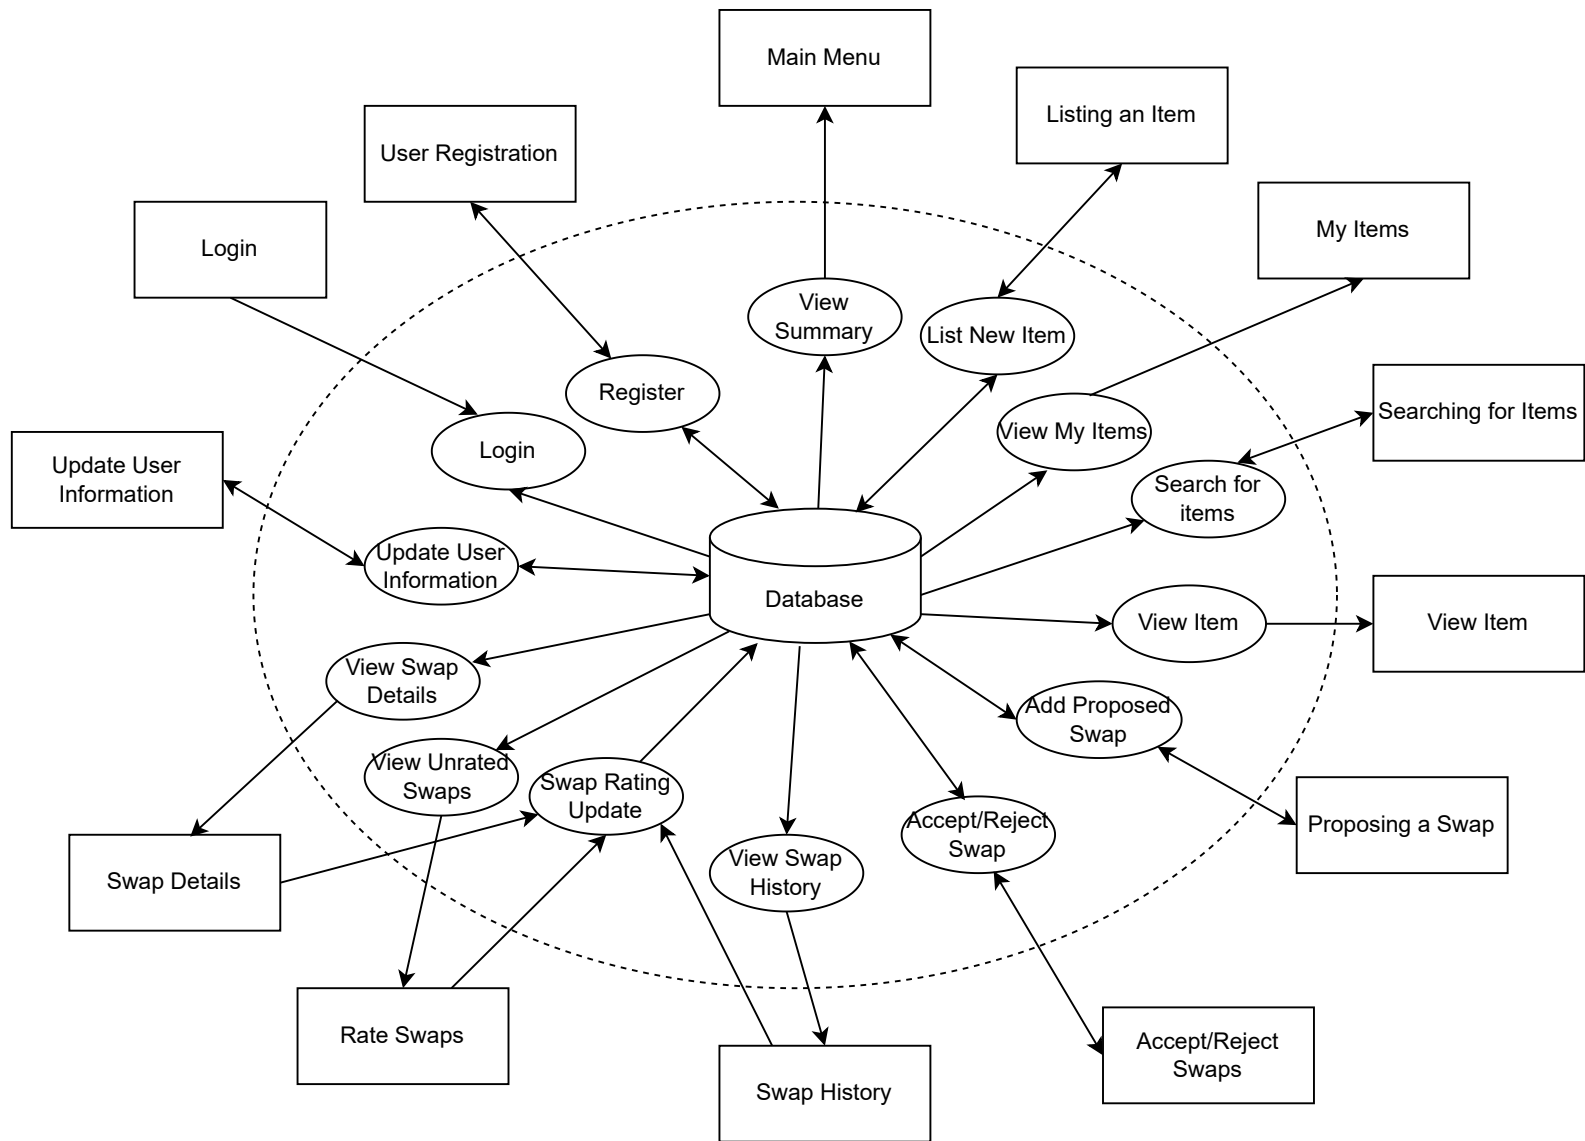 Main Menu
Listing an Item
User Registration
My Items
Login
View
Summary
List New Item
Register
View My Items
Searching for Items
Login
Search for
items
Update User
Information
Update User
Information
Database
View Item
View Item
View Swap
Details
Add Proposed
Swap
View Unrated
Swaps
Swap Rating
Update
Accept/Reject
Swap
Proposing a Swap
View Swap
History
Swap Details
Rate Swaps
Swap History
Accept/Reject
Swaps